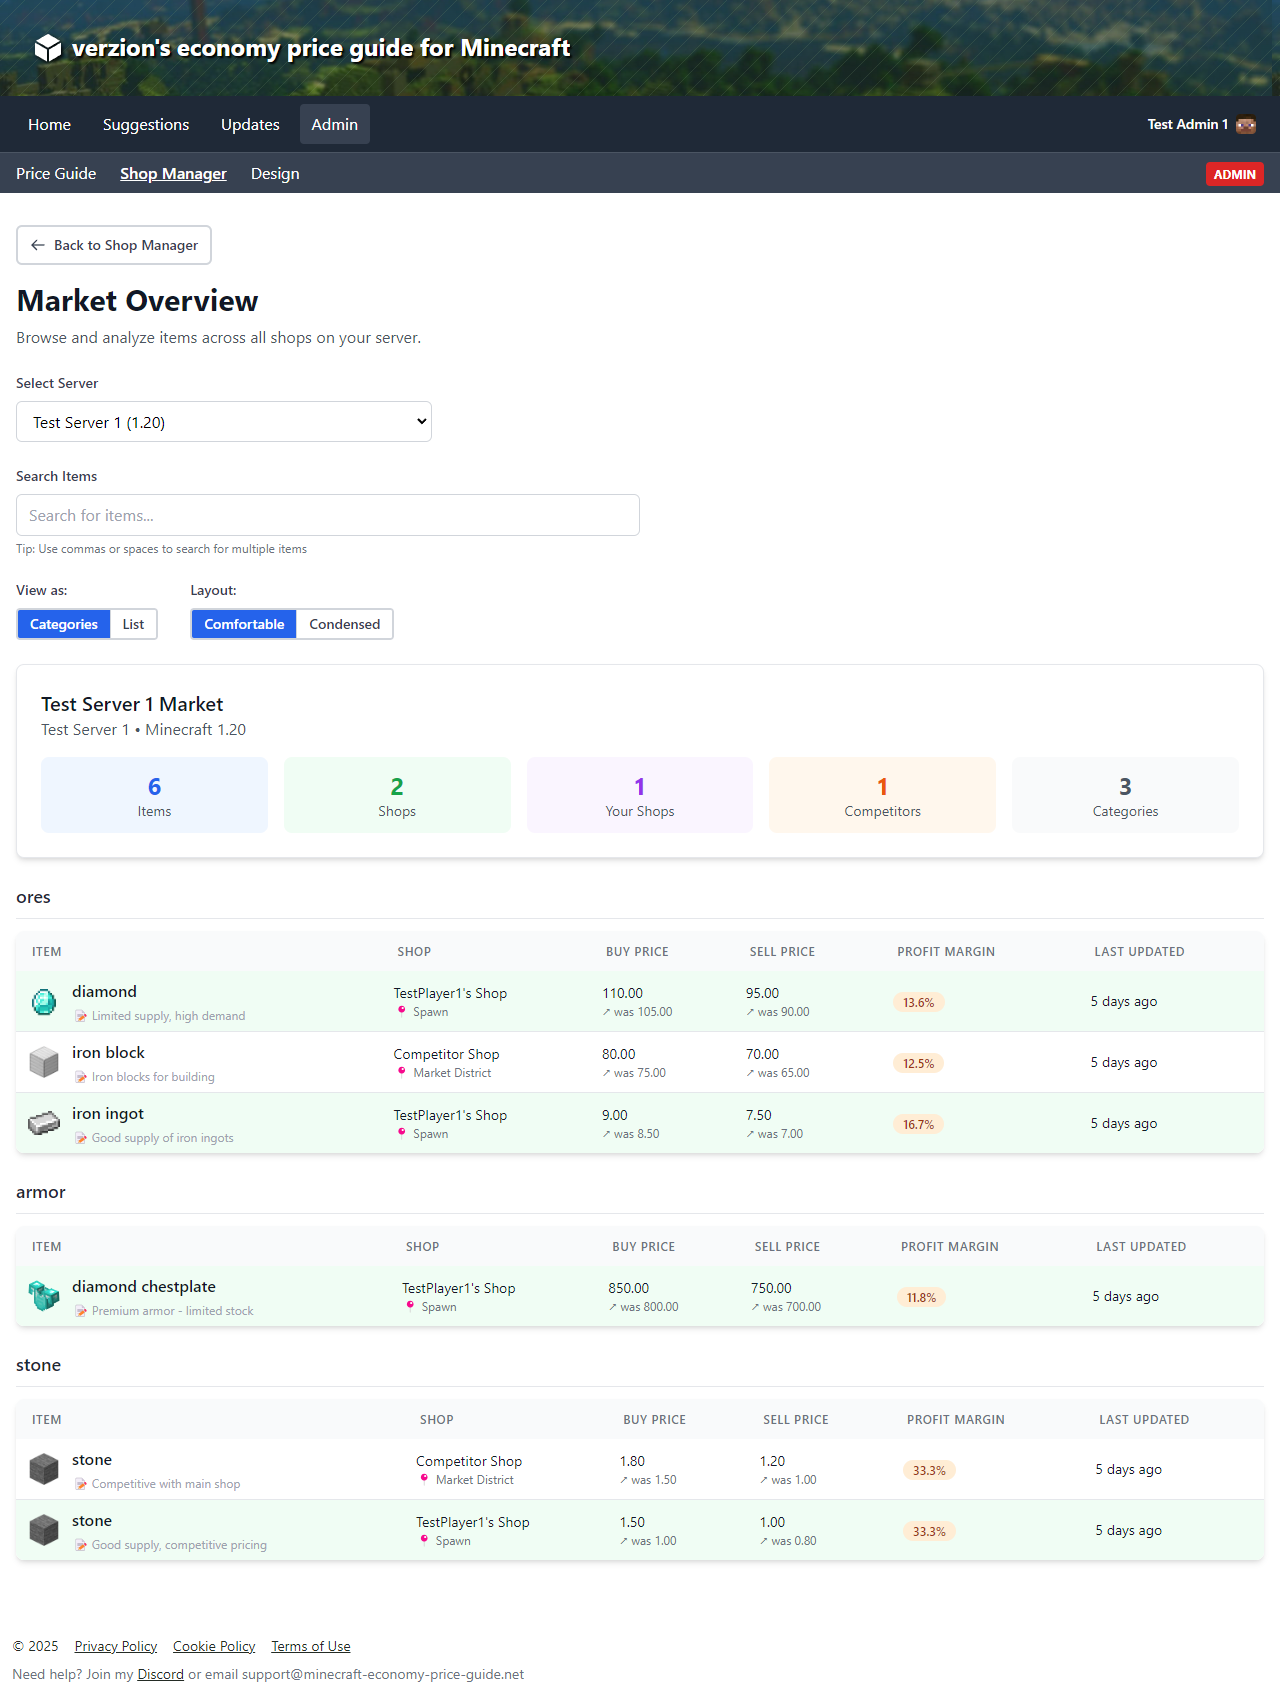 verzion's economy price guide for Minecraft
Home Suggestions Updates Admin Test Admin 1
Price Guide Shop Manager Design ADMIN
← Back to Shop Manager
Market Overview
Browse and analyze items across all shops on your server.
Select Server
Test Server 1 (1.20)
Search Items
Search for items...
Tip: Use commas or spaces to search for multiple items
View as: Layout:
Categories List Comfortable Condensed
Test Server 1 Market
Test Server 1 • Minecraft 1.20
6 2 1 1 3
Items Shops Your Shops Competitors Categories
ores
ITEM SHOP BUY PRICE SELL PRICE PROFIT MARGIN LAST UPDATED
diamond TestPlayer1's Shop 110.00 95.00 13.6% 5 days ago
Limited supply, high demand Spawn ↗ was 105.00 ↗ was 90.00
iron block Competitor Shop 80.00 70.00 12.5% 5 days ago
Iron blocks for building Market District ↗ was 75.00 ↗ was 65.00
iron ingot TestPlayer1's Shop 9.00 7.50 16.7% 5 days ago
Good supply of iron ingots Spawn ↗ was 8.50 ↗ was 7.00
armor
ITEM SHOP BUY PRICE SELL PRICE PROFIT MARGIN LAST UPDATED
diamond chestplate TestPlayer1's Shop 850.00 750.00 11.8% 5 days ago
Premium armor - limited stock Spawn ↗ was 800.00 ↗ was 700.00
stone
ITEM SHOP BUY PRICE SELL PRICE PROFIT MARGIN LAST UPDATED
stone Competitor Shop 1.80 1.20 33.3% 5 days ago
Competitive with main shop Market District ↗ was 1.50 ↗ was 1.00
stone TestPlayer1's Shop 1.50 1.00 33.3% 5 days ago
Good supply, competitive pricing Spawn ↗ was 1.00 ↗ was 0.80
© 2025 Privacy Policy Cookie Policy Terms of Use
Need help? Join my Discord or email support@minecraft-economy-price-guide.net